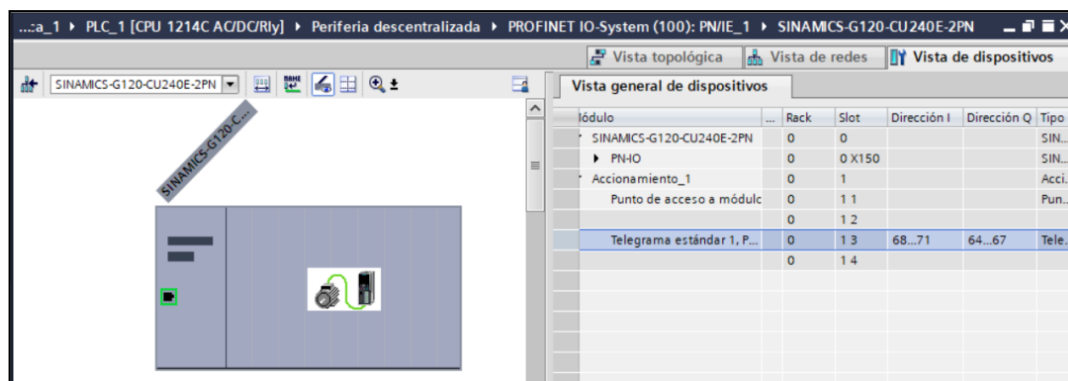 ...:a_1 ▸ PLC_1 [CPU 1214C AC/DC/Rly] ▸ Periferia descentralizada ▸ PROFINET IO-System (100): PN/IE_1 ▸ SINAMICS-G120-CU240E-2PN
Vista topológica Vista de redes Vista de dispositivos
SINAMICS-G120-CU240E-2PN
Vista general de dispositivos
SINAMICS-G120-C...
lódulo ... Rack Slot Dirección I Dirección Q Tipo
SINAMICS-G120-CU240E-2PN 0 0 SIN...
PN-IO 0 0 X150 SIN...
Accionamiento_1 0 1 Acci...
Punto de acceso a módulc 0 1 1 Pun...
0 1 2
Telegrama estándar 1, P... 0 1 3 68...71 64...67 Tele...
0 1 4